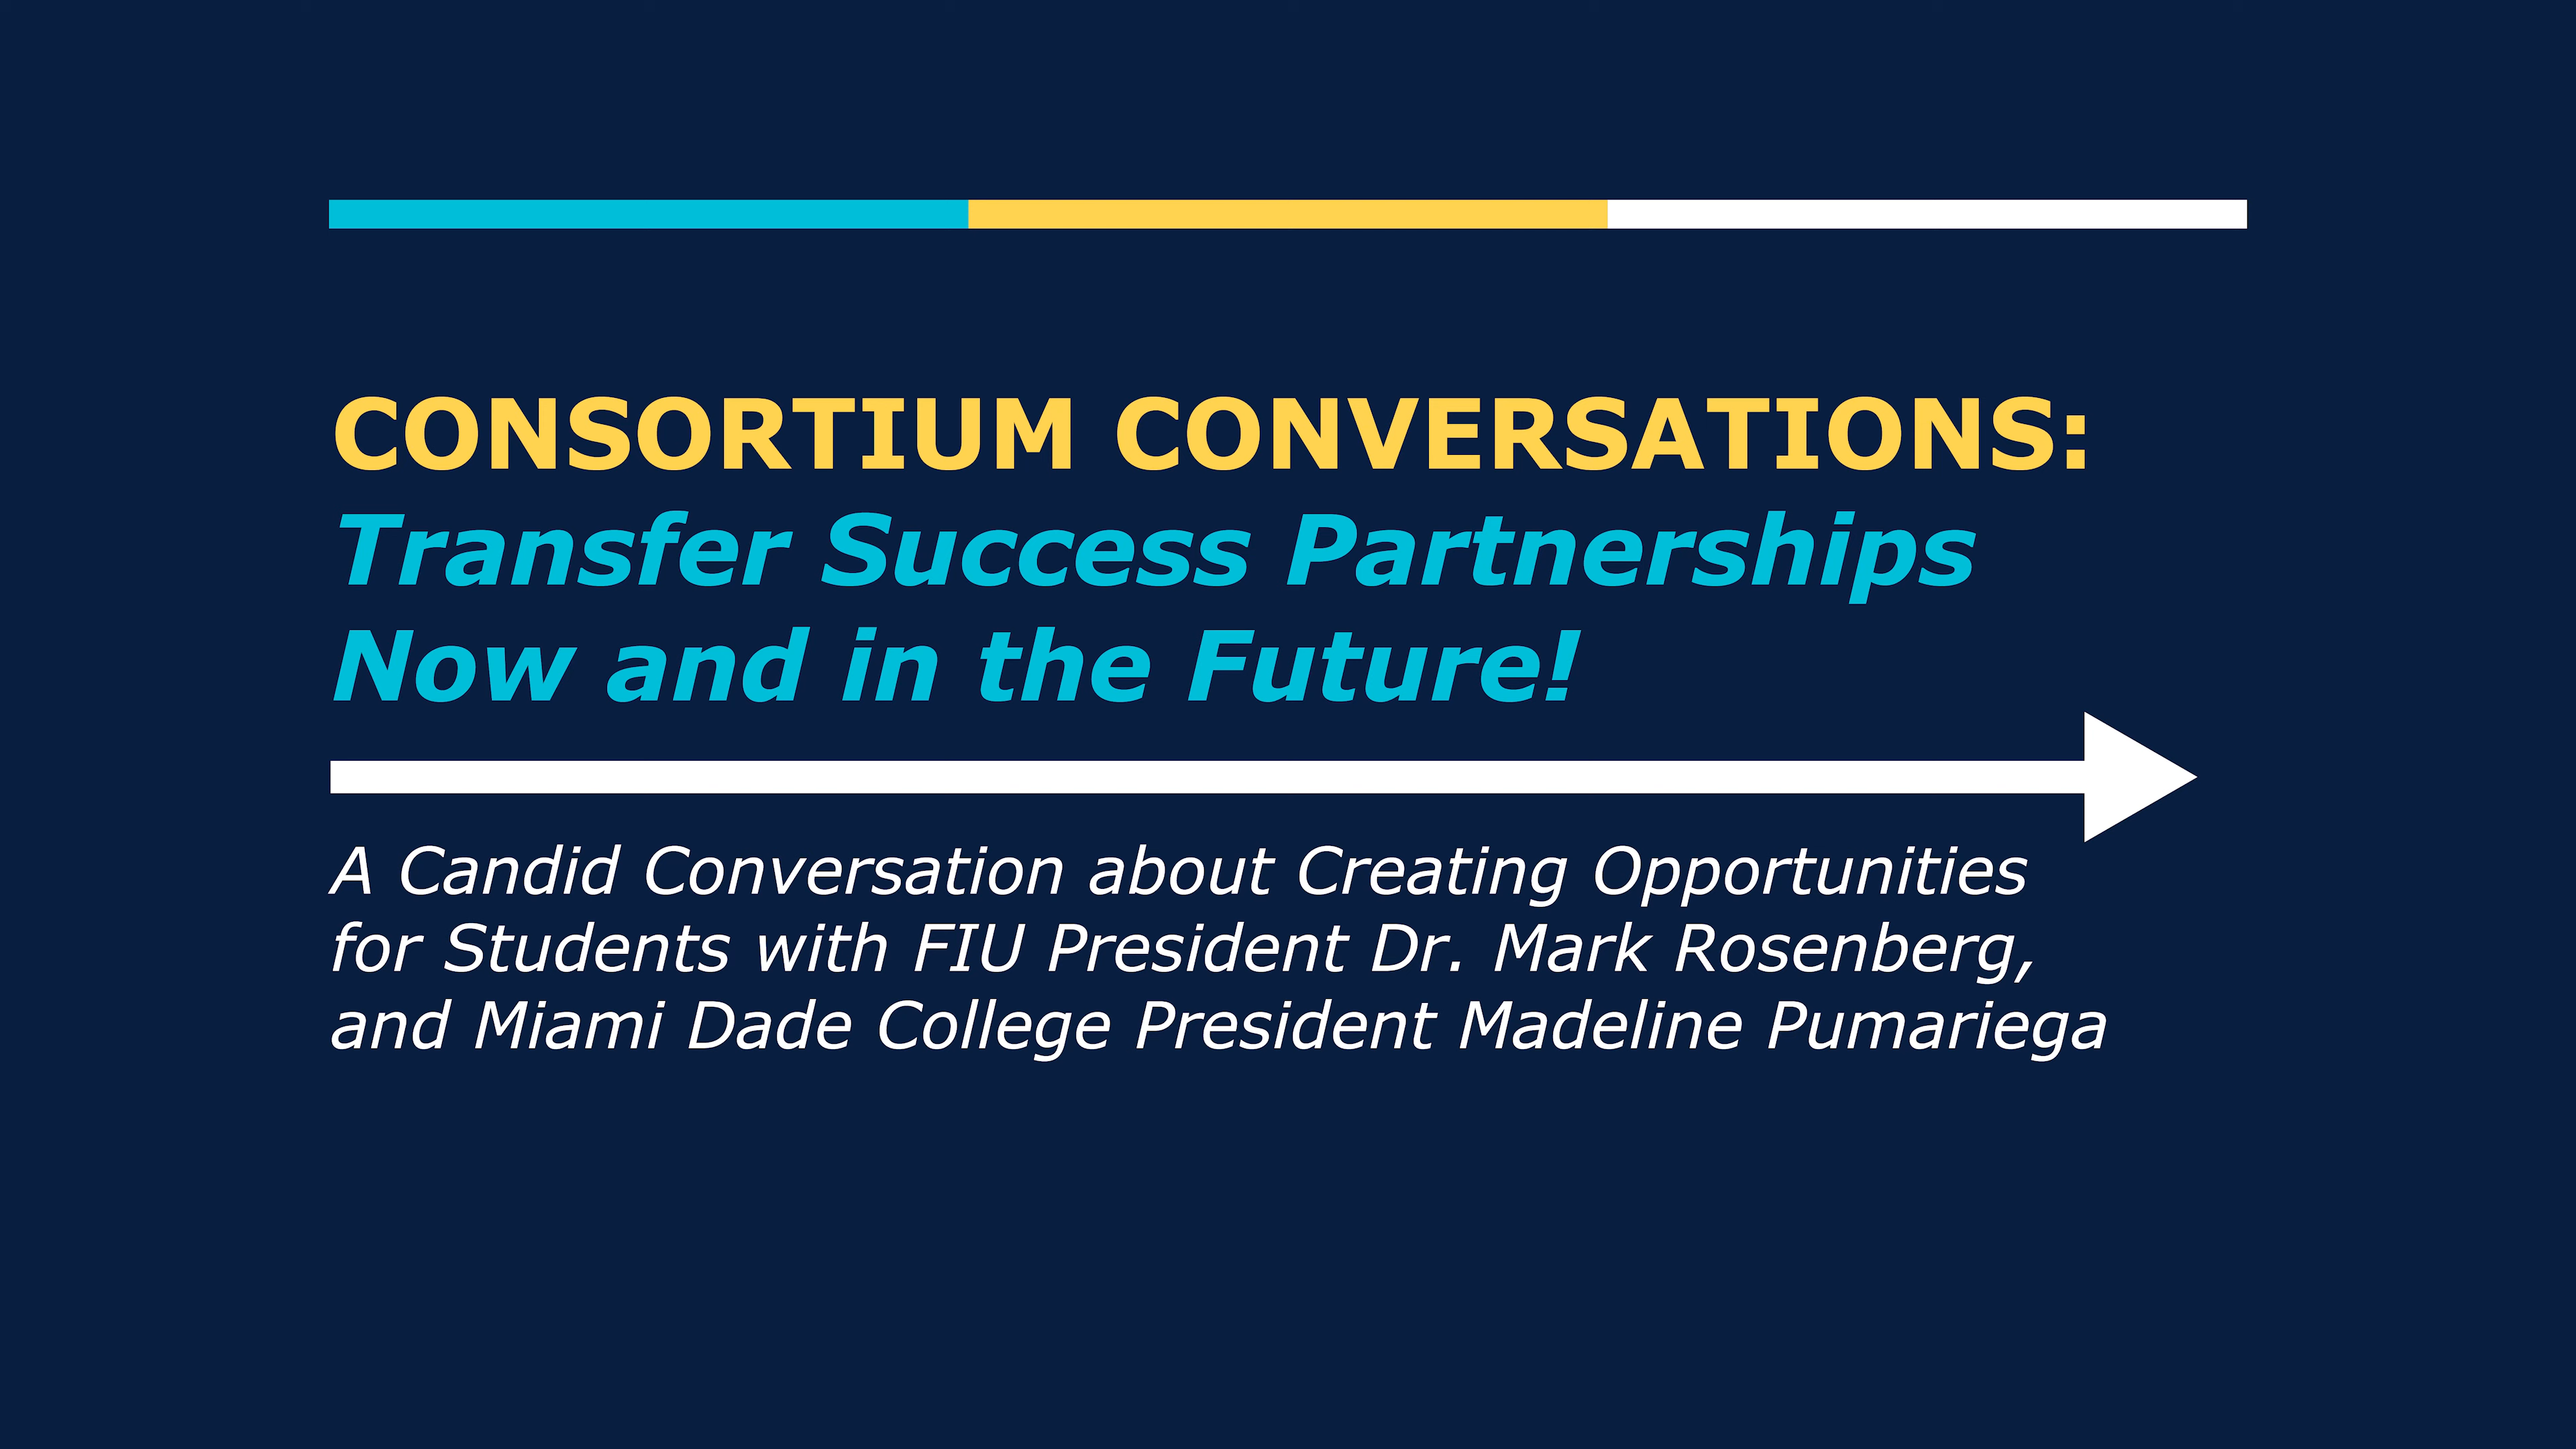 CONSORTIUM CONVERSATIONS:
Transfer Success Partnerships
Now and in the Future!
A Candid Conversation about Creating Opportunities
for Students with FIU President Dr. Mark Rosenberg,
and Miami Dade College President Madeline Pumariega